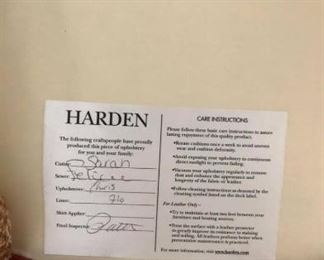 HARDEN
The following craftspeople have proudly
produced this piece of upholstery
for you and your family:
Cutter: Sarah
Sewer:
Upholsterer: Chris
Liner: Glo
Skirt Applier:
Final Inspector:
CARE INSTRUCTIONS
Please follow these basic care instructions to assure
lasting enjoyment of this quality product.
•Rotate cushions once a week to avoid uneven
wear and cushion deformity.
•Avoid exposing your upholstery to continuous
direct sunlight to prevent fading.
•Vacuum your upholstery regularly to remove
dust and enhance the appearance and
longevity of the fabric or leather.
•Follow cleaning instructions as denoted by the
cleaning symbol listed on the deck label.
For Leather Only—
•Try to maintain at least two feet between your
furniture and heating sources.
•Treat the surface with a leather protector
to greatly improve its resistance to staining
and soiling. All leathers perform better when
preventative maintenance is practiced.
For more information, visit www.harden.com